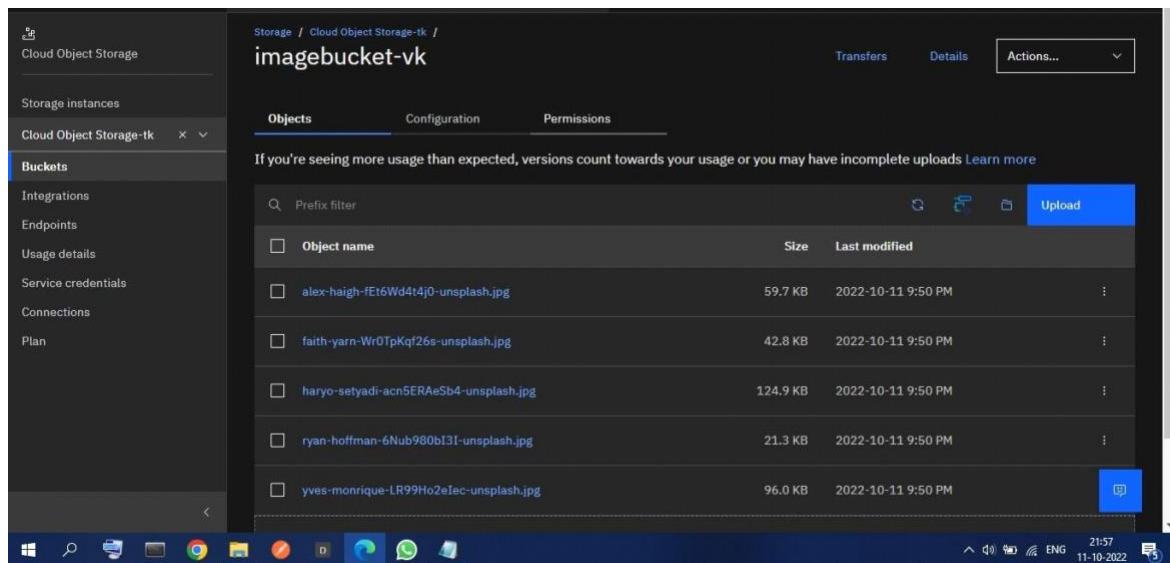 Cloud Object Storage
Storage instances
Cloud Object Storage-tk
Buckets
Integrations
Endpoints
Usage details
Service credentials
Connections
Plan
Storage / Cloud Object Storage-tk /
imagebucket-vk
Transfers Details Actions...
Objects Configuration Permissions
If you're seeing more usage than expected, versions count towards your usage or you may have incomplete uploads Learn more
Prefix filter Upload
Object name Size Last modified
alex-haigh-fEt6Wd4t4j0-unsplash.jpg 59.7 KB 2022-10-11 9:50 PM
faith-yarn-Wr0TpKqf26s-unsplash.jpg 42.8 KB 2022-10-11 9:50 PM
haryo-setyadi-acn5ERAeSb4-unsplash.jpg 124.9 KB 2022-10-11 9:50 PM
ryan-hoffman-6Nub980bI3I-unsplash.jpg 21.3 KB 2022-10-11 9:50 PM
yves-monrique-LR99Ho2eIec-unsplash.jpg 96.0 KB 2022-10-11 9:50 PM
D
ENG
21:57
11-10-2022
5